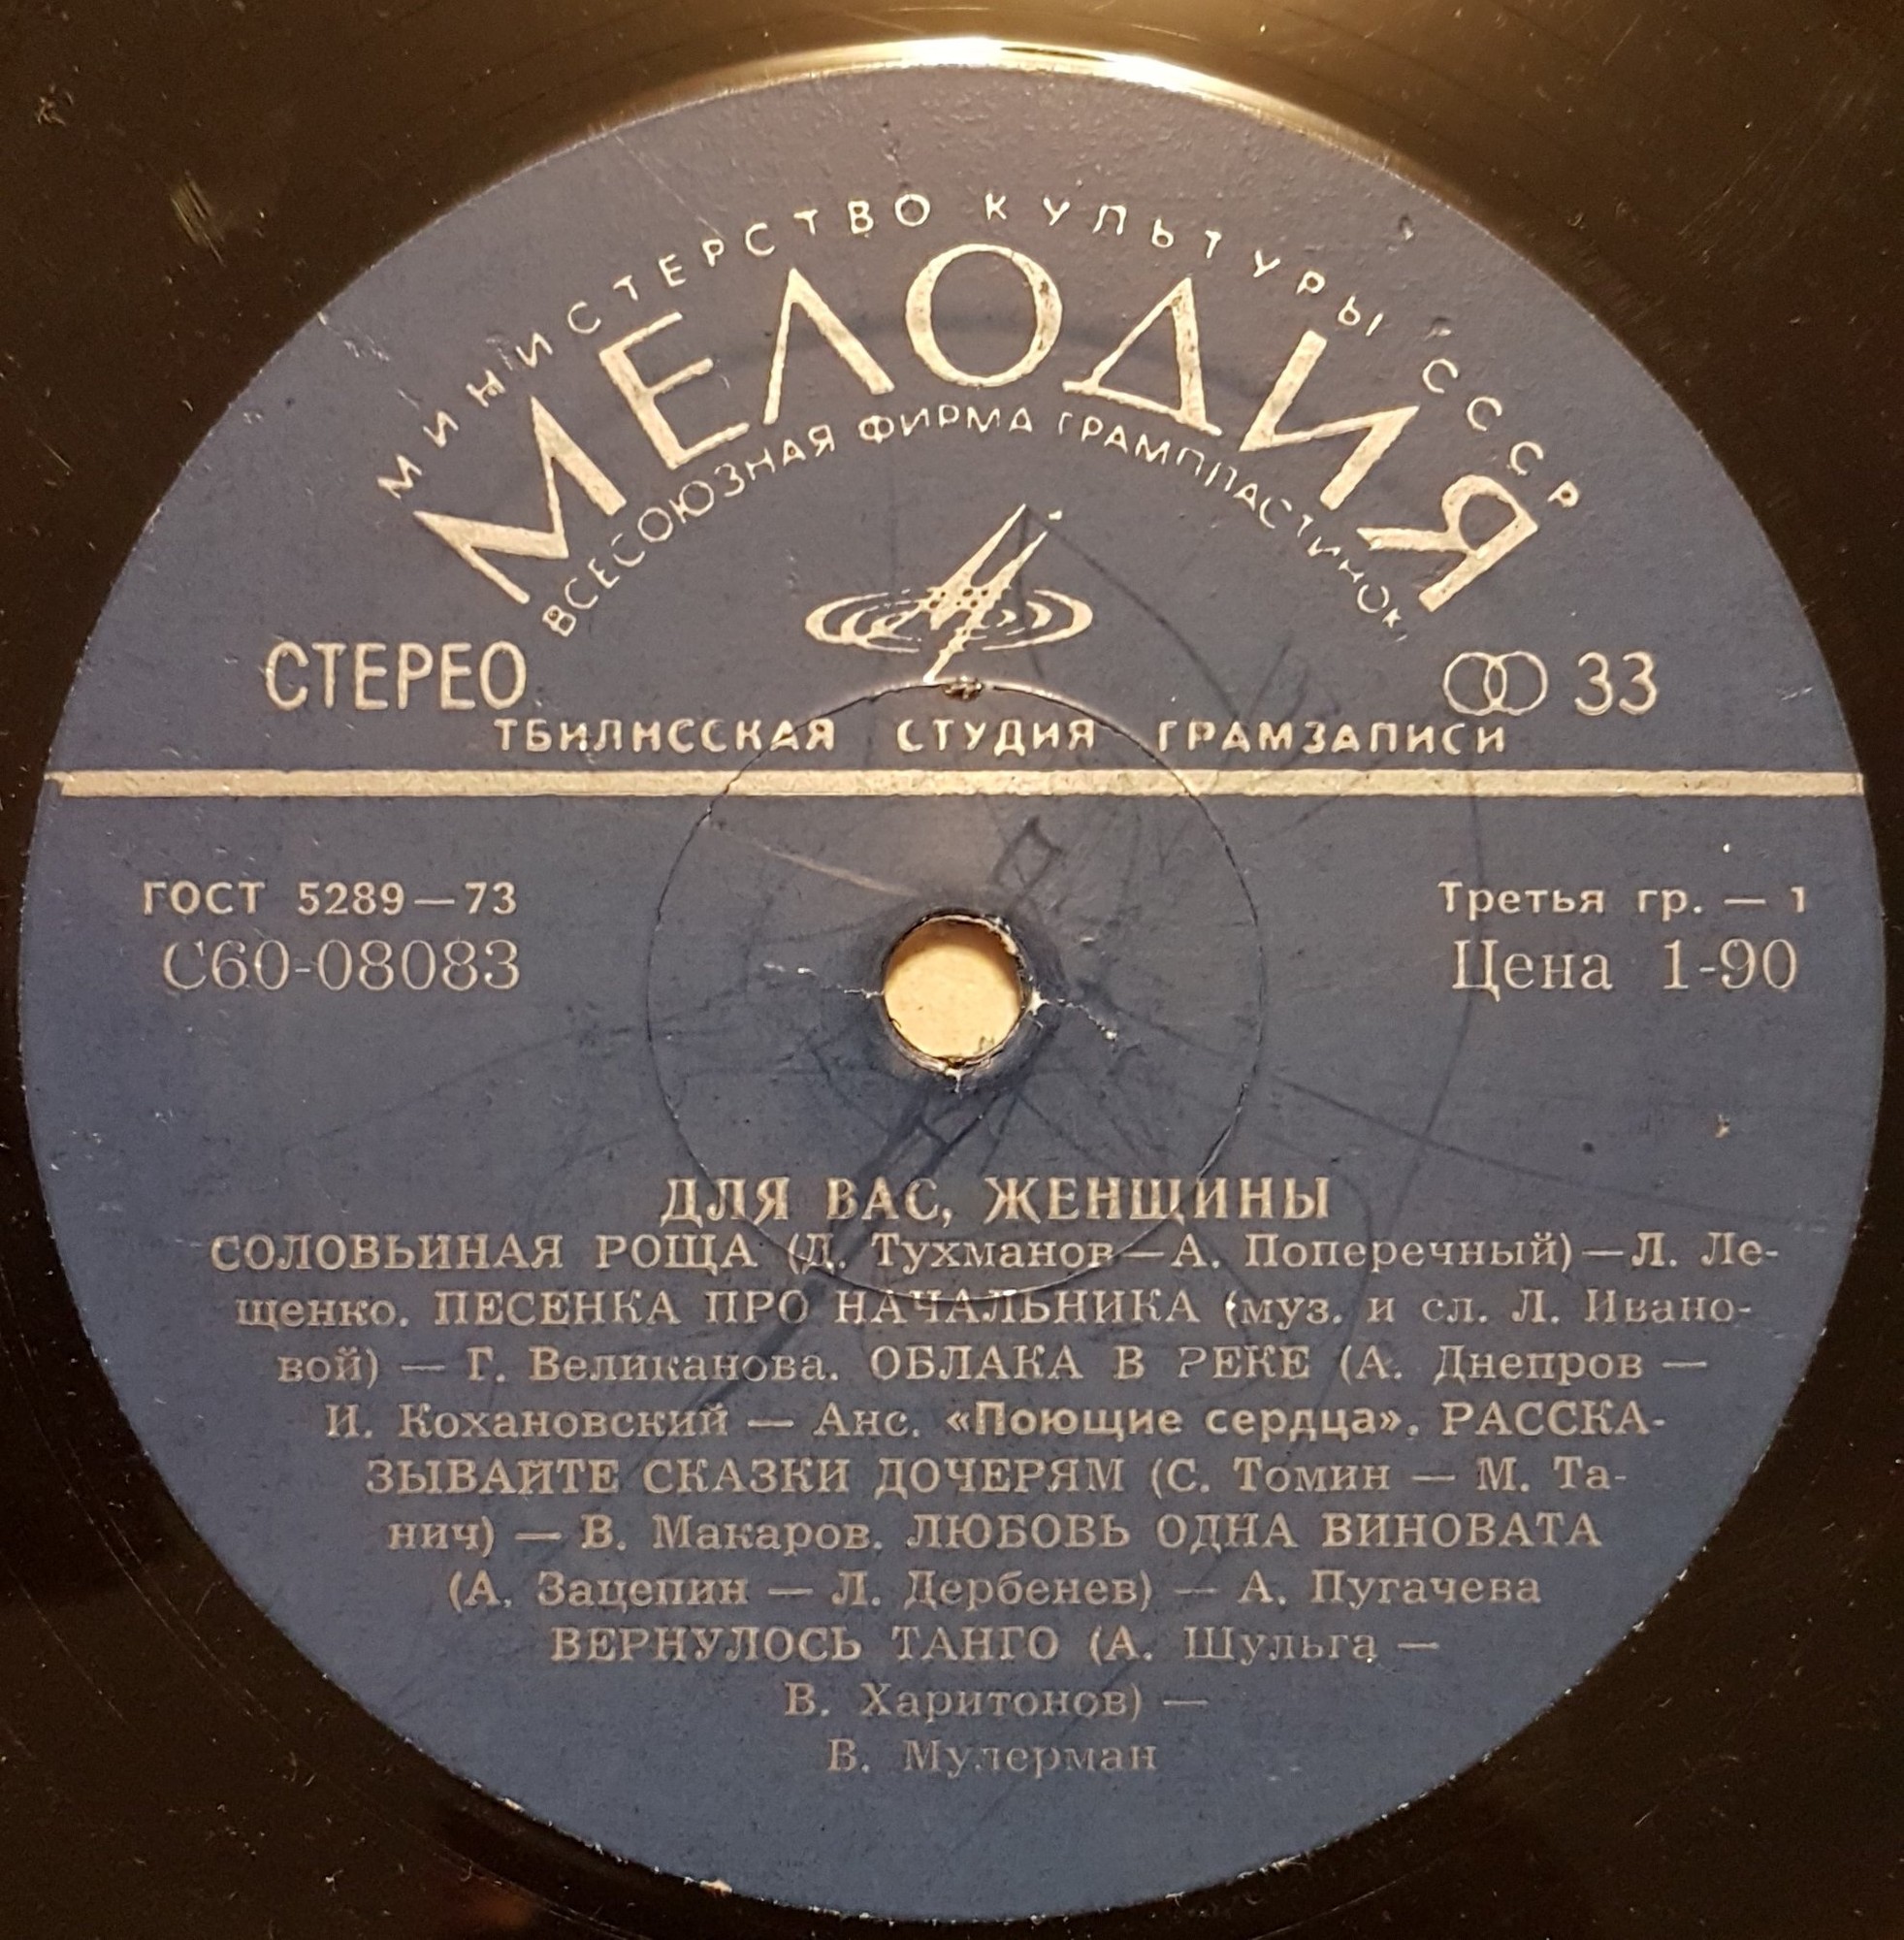 МИНИСТЕРСТВО КУЛЬТУРЫ СССР
МЕЛОДИЯ
ВСЕСОЮЗНАЯ ФИРМА ГРАМПЛАСТИНОК
СТЕРЕО
33
ТБИЛИССКАЯ СТУДИЯ ГРАМЗАПИСИ
ГОСТ 5289—73
Третья гр. — 1
С60-08083
Цена 1-90
ДЛЯ ВАС, ЖЕНЩИНЫ
СОЛОВЬИНАЯ РОЩА (Д. Тухманов—А. Поперечный)—Л. Ле-
щенко. ПЕСЕНКА ПРО НАЧАЛЬНИКА (муз. и сл. Л. Ивано-
вой) — Г. Великанова. ОБЛАКА В РЕКЕ (А. Днепров —
И. Кохановский — Анс. «Поющие сердца». РАССКА-
ЗЫВАЙТЕ СКАЗКИ ДОЧЕРЯМ (С. Томин — М. Та-
нич) — В. Макаров. ЛЮБОВЬ ОДНА ВИНОВАТА
(А. Зацепин — Л. Дербенев) — А. Пугачева
ВЕРНУЛОСЬ ТАНГО (А. Шульга —
В. Харитонов) —
В. Мулерман